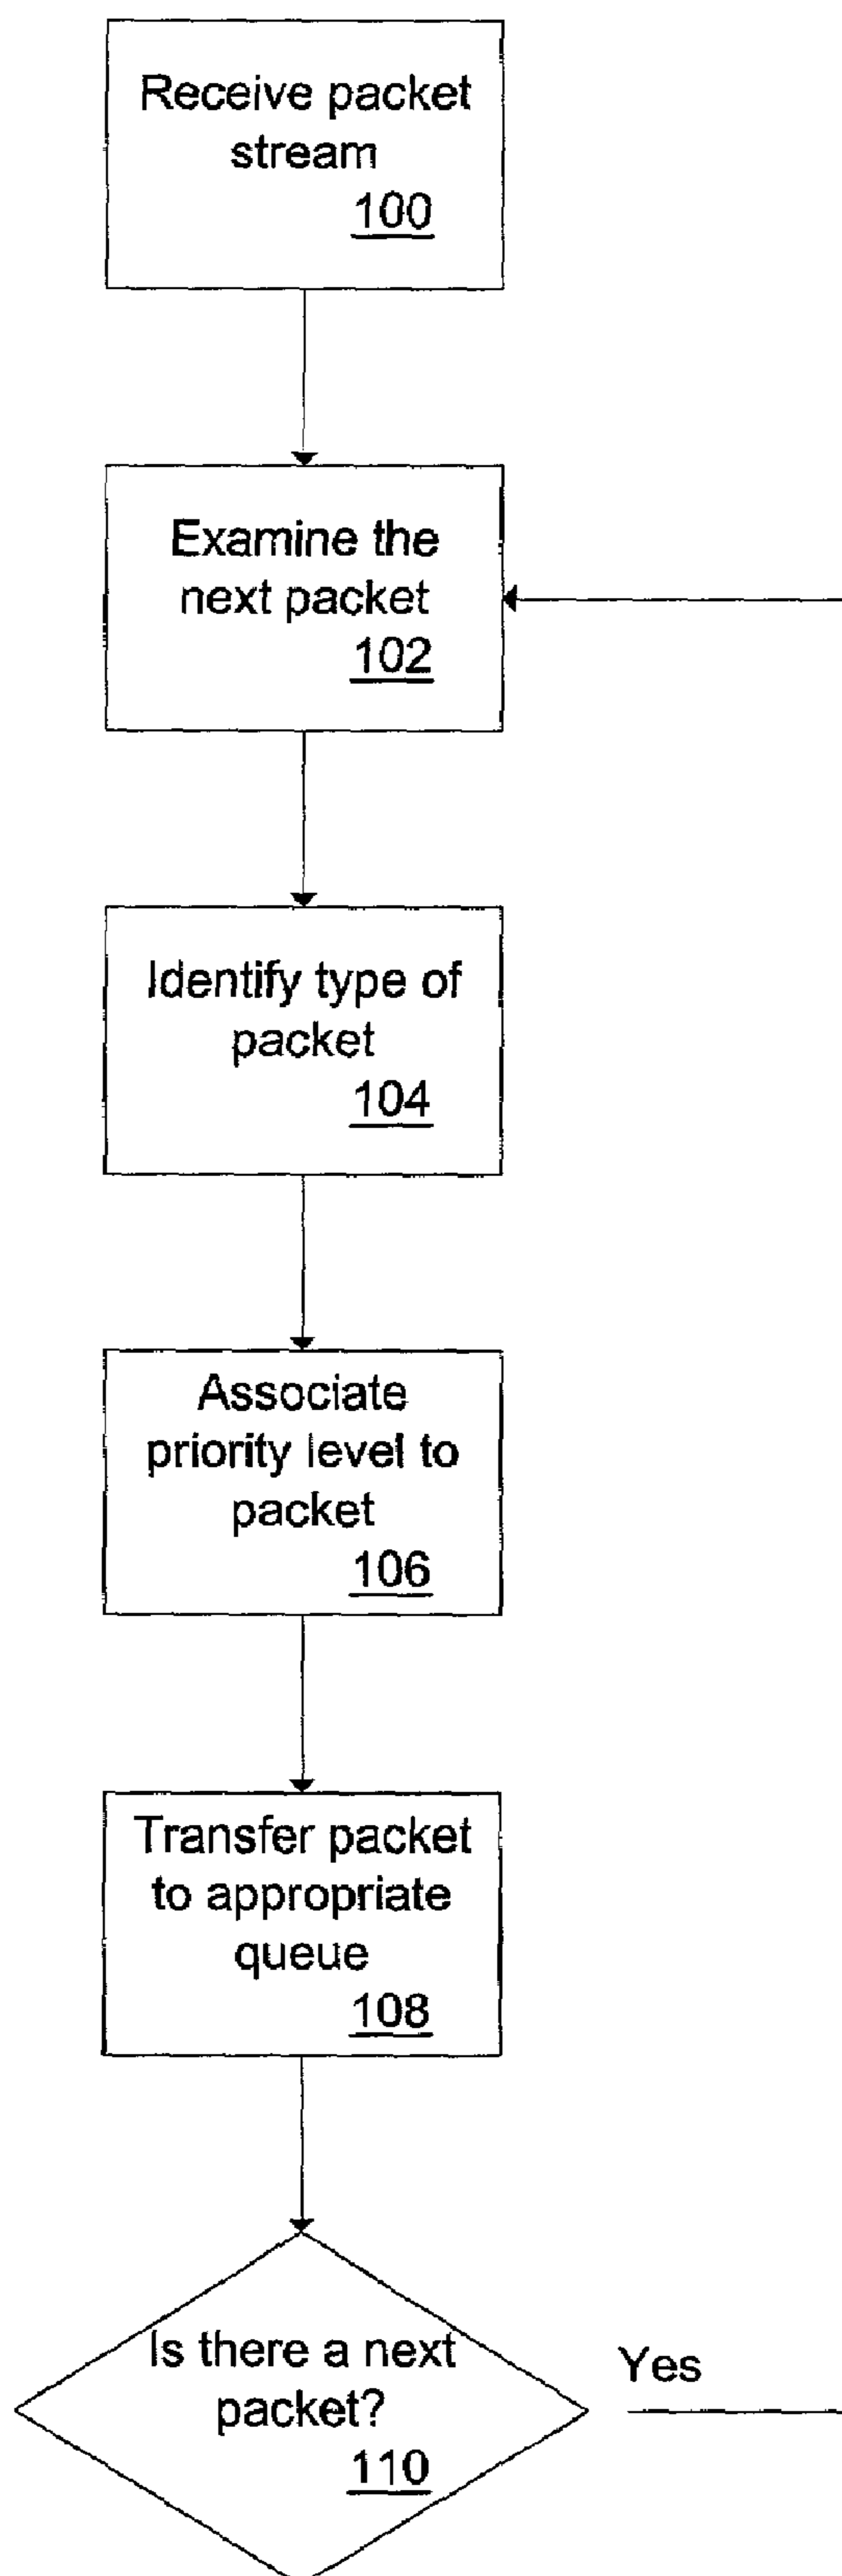 Receive packet
stream
100
Examine the
next packet
102
Identify type of
packet
104
Associate
priority level to
packet
106
Transfer packet
to appropriate
queue
108
Is there a next
packet?
110
Yes